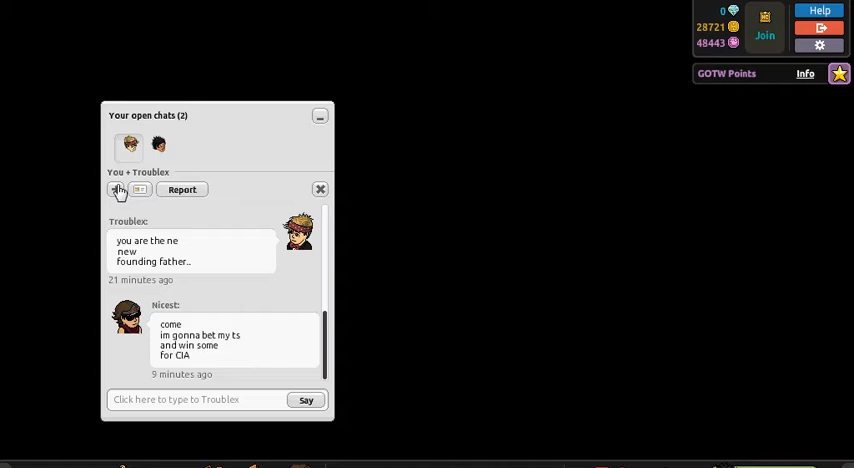 0
Help
28721
48443
HC
Join
GOTW Points
Info
Your open chats (2)
You + Troublex
Report
Troublex:
you are the ne
new
founding father..
21 minutes ago
Nicest:
come
im gonna bet my ts
and win some
for CIA
9 minutes ago
Click here to type to Troublex
Say